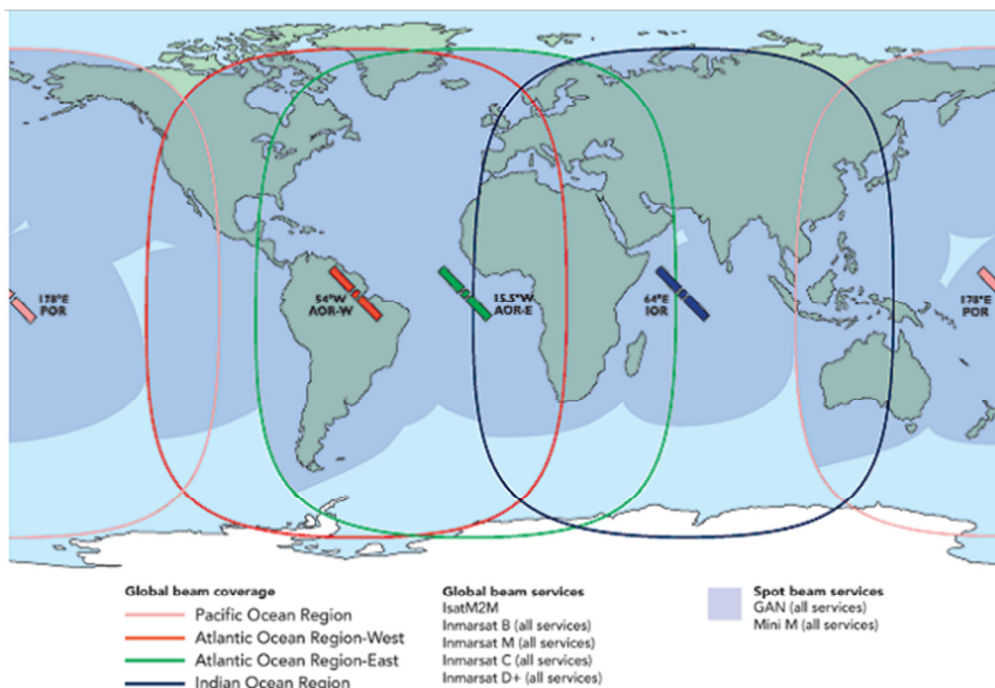 178°E
POR
54°W
AOR-W
15.5°W
AOR-E
64°E
IOR
178°E
POR
Global beam coverage
Pacific Ocean Region
Atlantic Ocean Region-West
Atlantic Ocean Region-East
Indian Ocean Region
Global beam services
IsatM2M
Inmarsat B (all services)
Inmarsat M (all services)
Inmarsat C (all services)
Inmarsat D+ (all services)
Spot beam services
GAN (all services)
Mini M (all services)